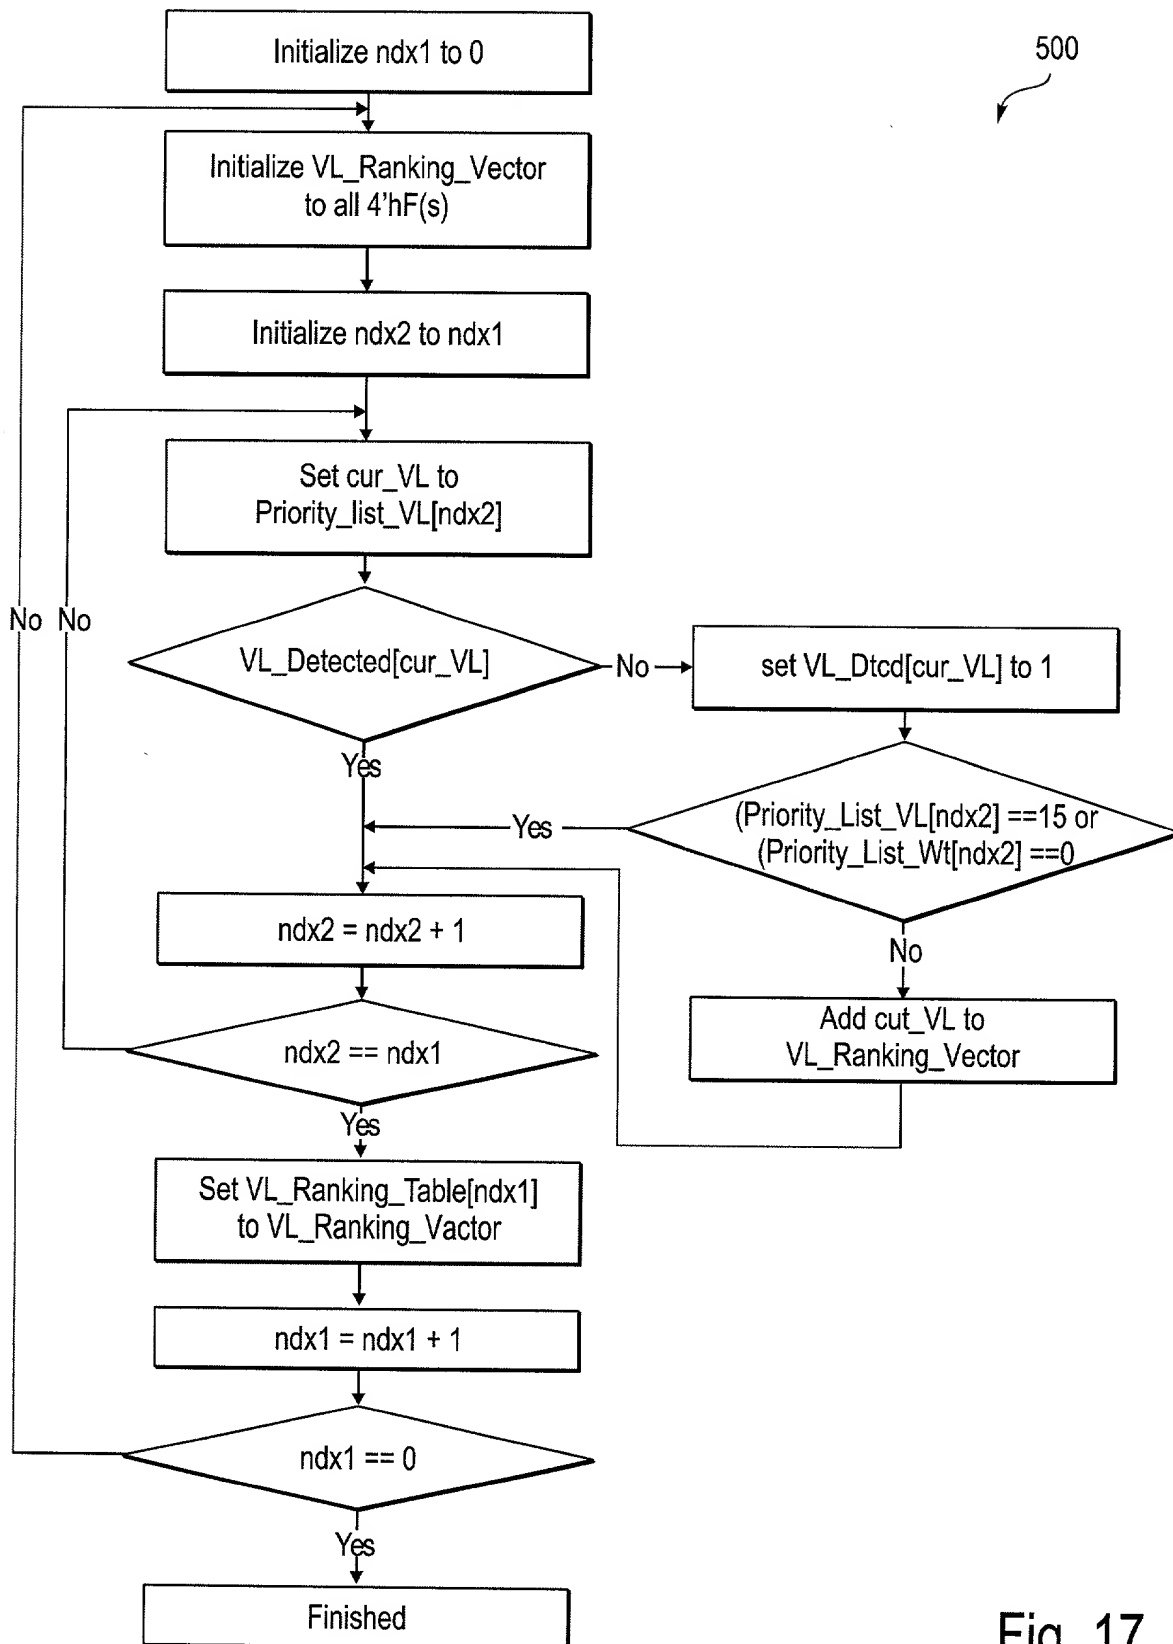 Initialize ndx1 to 0
500
Initialize VL_Ranking_Vector
to all 4'hF(s)
Initialize ndx2 to ndx1
Set cur_VL to
Priority_list_VL[ndx2]
No
No
VL_Detected[cur_VL]
No
set VL_Dtcd[cur_VL] to 1
Yes
(Priority_List_VL[ndx2] ==15 or
(Priority_List_Wt[ndx2] ==0
Yes
ndx2 = ndx2 + 1
No
Add cut_VL to
VL_Ranking_Vector
ndx2 == ndx1
Yes
Set VL_Ranking_Table[ndx1]
to VL_Ranking_Vactor
ndx1 = ndx1 + 1
ndx1 == 0
Yes
Finished
Fig. 17